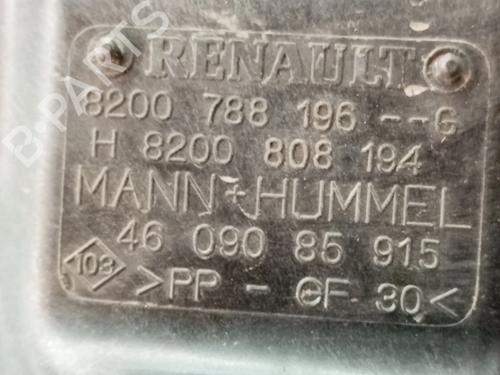 RENAULT
8200 788 196 --G
H 8200 808 194
MANN+HUMMEL
46 090 85 915
103 >PP - GF 30<
B-PARTS